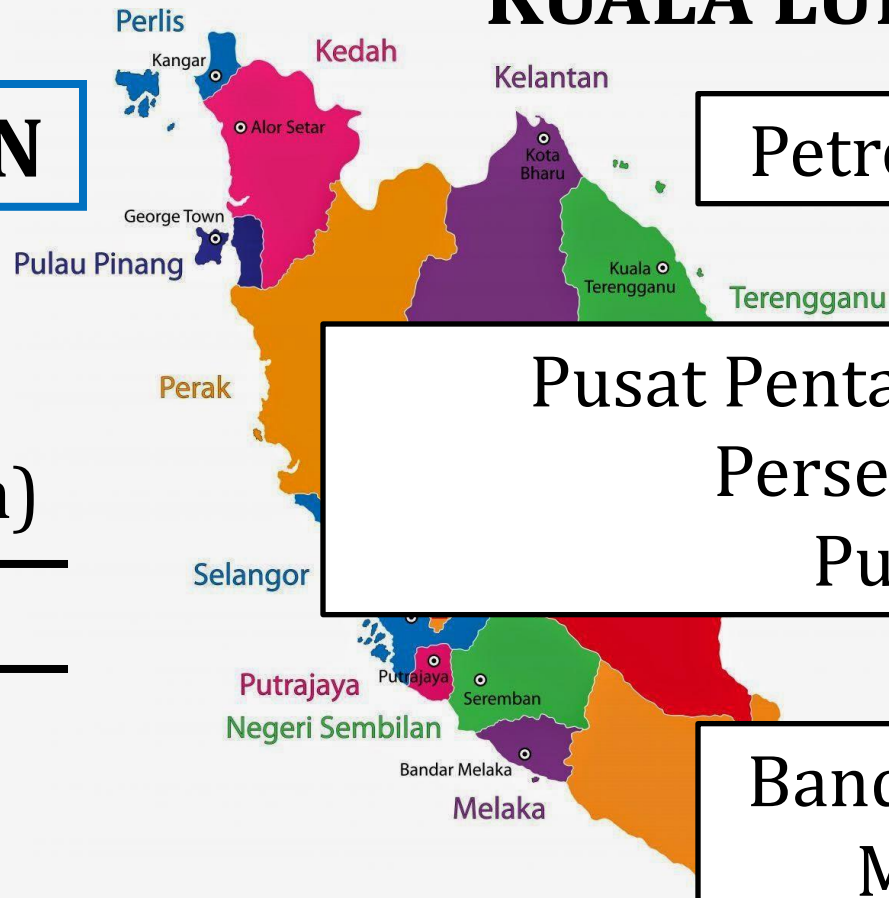 KUALA LU
Perlis
Kangar
Kedah
Kelantan
N
Alor Setar
Kota
Bharu
Petro
George Town
Pulau Pinang
Kuala
Terengganu
Terengganu
Perak
Pusat Penta
Perse
Pu
)
Selangor
Putrajaya
Putrajaya
Seremban
Negeri Sembilan
Bandar Melaka
Melaka
Band
M